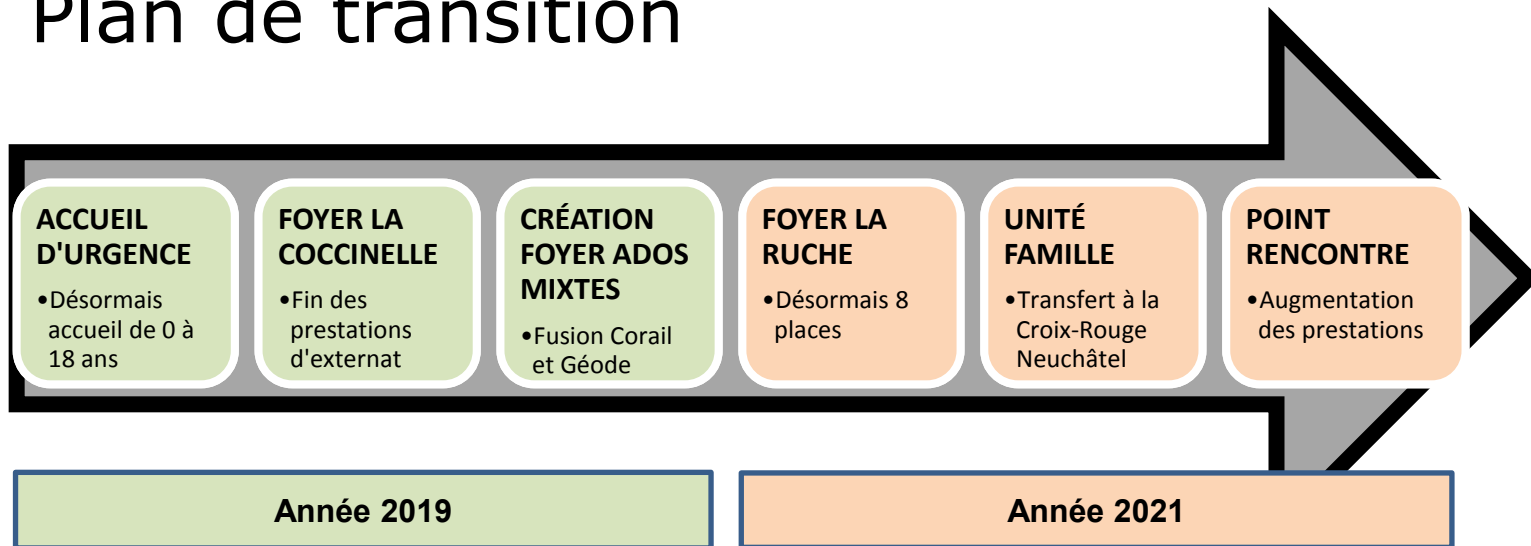 Plan de transition
ACCUEIL
D'URGENCE
•Désormais
accueil de 0 à
18 ans
FOYER LA
COCCINELLE
•Fin des
prestations
d'externat
CRÉATION
FOYER ADOS
MIXTES
•Fusion Corail
et Géode
FOYER LA
RUCHE
•Désormais 8
places
UNITÉ
FAMILLE
•Transfert à la
Croix-Rouge
Neuchâtel
POINT
RENCONTRE
•Augmentation
des prestations
Année 2019
Année 2021